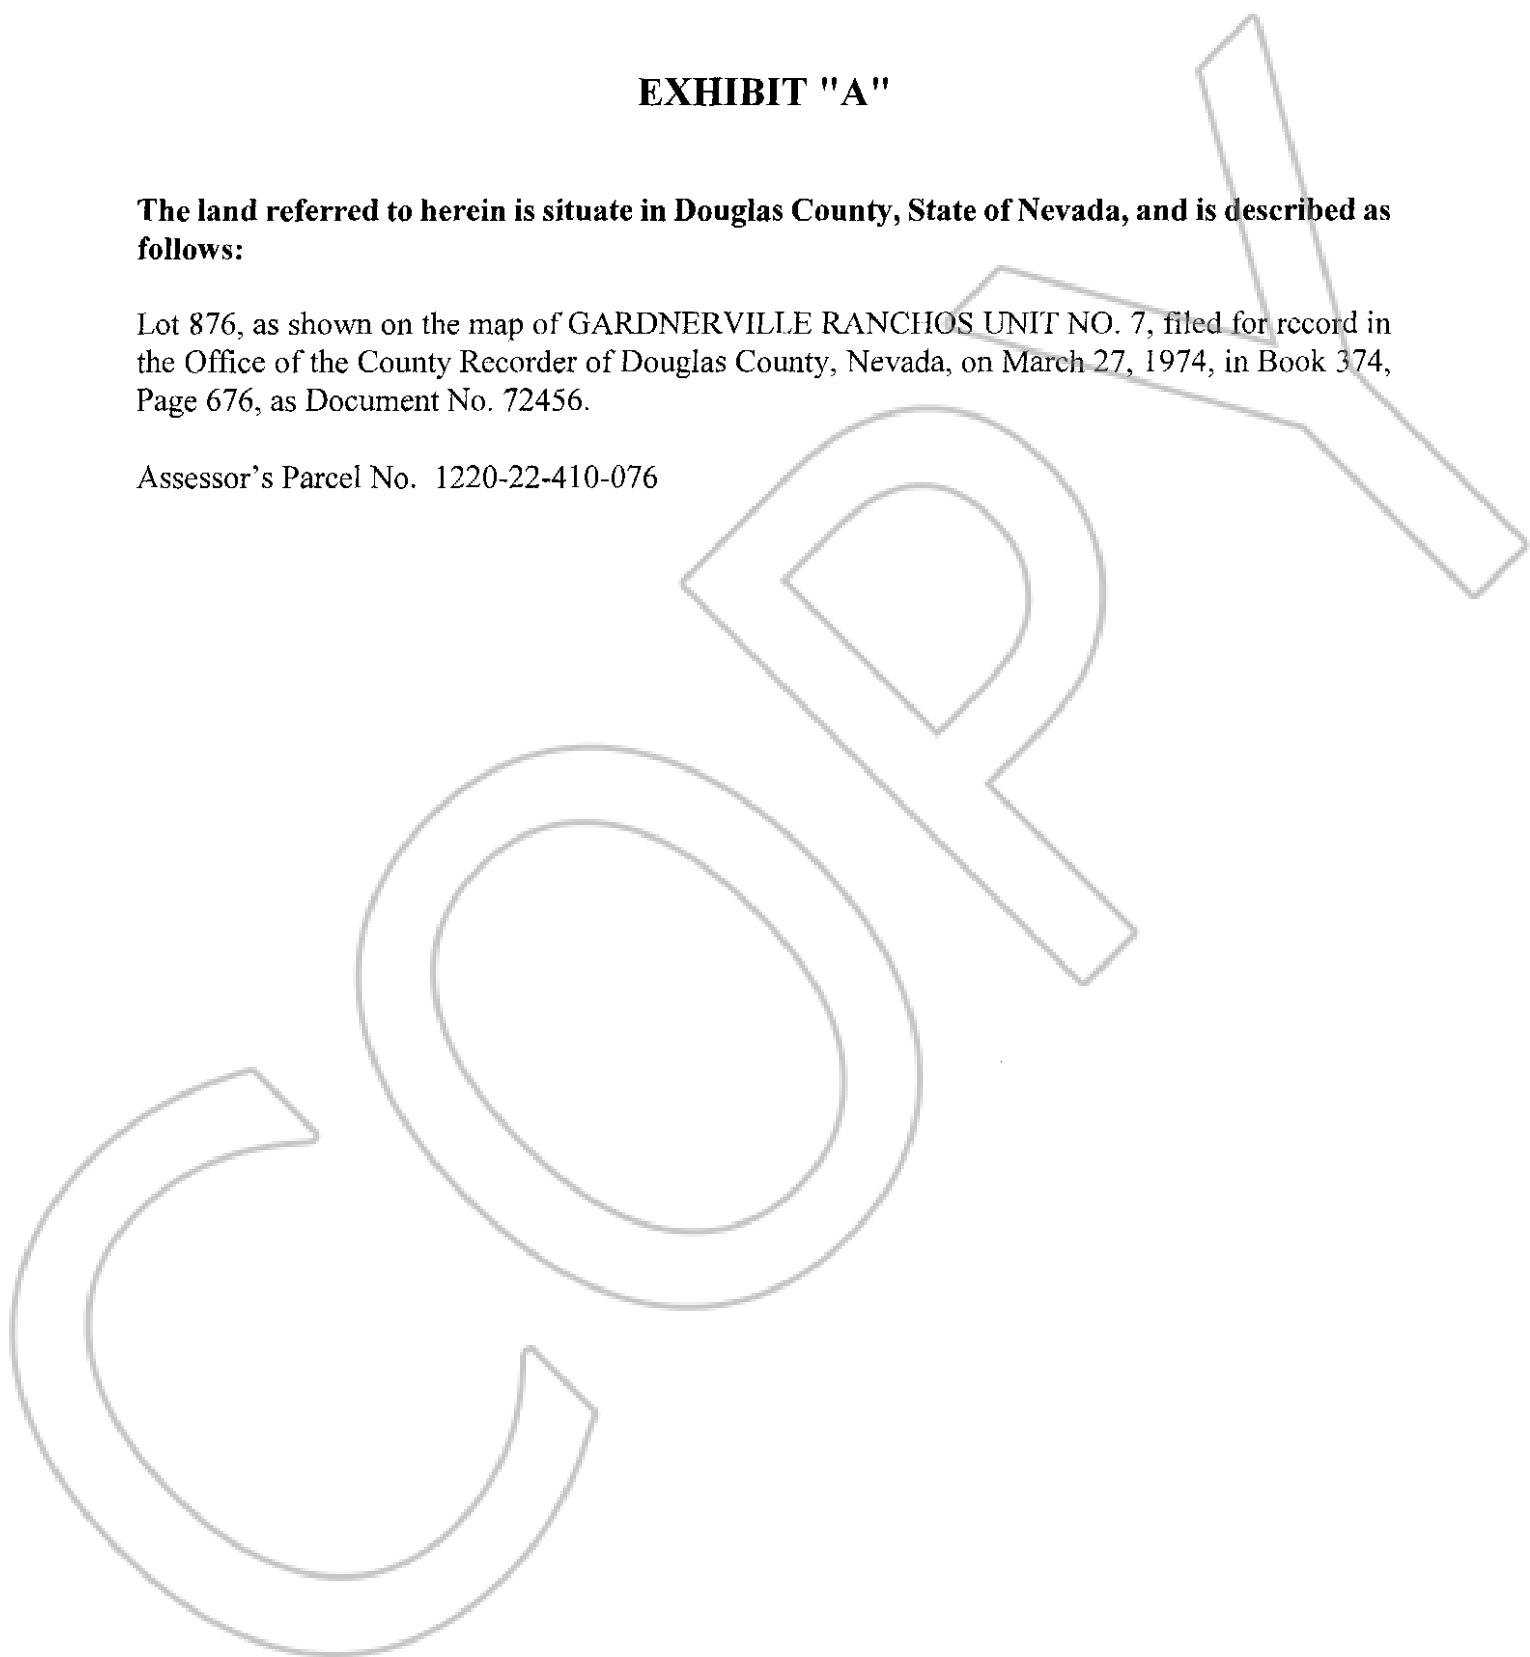 EXHIBIT "A"
The land referred to herein is situate in Douglas County, State of Nevada, and is described as
follows:
Lot 876, as shown on the map of GARDNERVILLE RANCHOS UNIT NO. 7, filed for record in
the Office of the County Recorder of Douglas County, Nevada, on March 27, 1974, in Book 374,
Page 676, as Document No. 72456.
Assessor's Parcel No. 1220-22-410-076
COPY